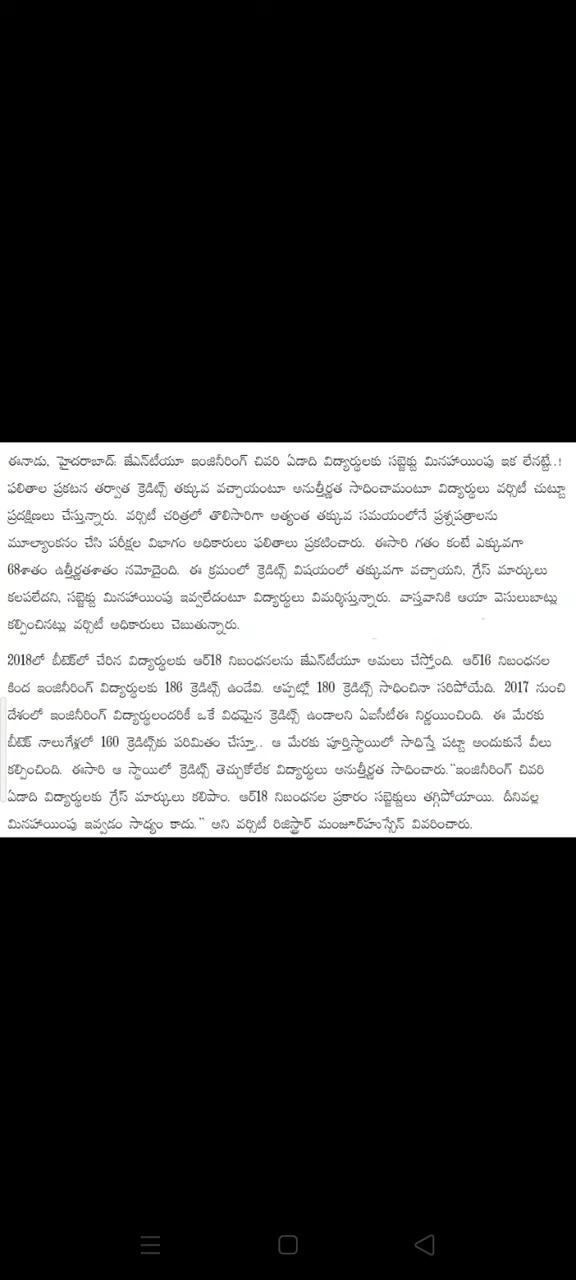 ఈనాడు, హైదరాబాద్: జేఎన్‌టీయూ ఇంజినీరింగ్ చివరి ఏడాది విద్యార్థులకు సబ్జెక్టు మినహాయింపు ఇక లేనట్టే..!
ఫలితాల ప్రకటన తర్వాత క్రెడిట్స్ తక్కువ వచ్చాయంటూ అనుత్తీర్ణత సాధించామంటూ విద్యార్థులు వర్సిటీ చుట్టూ
ప్రదక్షిణలు చేస్తున్నారు. వర్సిటీ చరిత్రలో తొలిసారిగా అత్యంత తక్కువ సమయంలోనే ప్రశ్నపత్రాలను
మూల్యాంకనం చేసి పరీక్షల విభాగం అధికారులు ఫలితాలు ప్రకటించారు. ఈసారి గతం కంటే ఎక్కువగా
68శాతం ఉత్తీర్ణతశాతం నమోదైంది. ఈ క్రమంలో క్రెడిట్స్ విషయంలో తక్కువగా వచ్చాయని, గ్రేస్ మార్కులు
కలపలేదని, సబ్జెక్టు మినహాయింపు ఇవ్వలేదంటూ విద్యార్థులు విమర్శిస్తున్నారు. వాస్తవానికి ఆయా వెసులుబాట్లు
కల్పించినట్లు వర్సిటీ అధికారులు చెబుతున్నారు.
2018లో బీటెక్‌లో చేరిన విద్యార్థులకు ఆర్18 నిబంధనలను జేఎన్‌టీయూ అమలు చేస్తోంది. ఆర్16 నిబంధనల
కింద ఇంజినీరింగ్ విద్యార్థులకు 186 క్రెడిట్స్ ఉండేవి. అప్పట్లో 180 క్రెడిట్స్ సాధించినా సరిపోయేది. 2017 నుంచి
దేశంలో ఇంజినీరింగ్ విద్యార్థులందరికీ ఒకే విధమైన క్రెడిట్స్ ఉండాలని ఏఐసీటీఈ నిర్ణయించింది. ఈ మేరకు
బీటెక్ నాలుగేళ్లలో 160 క్రెడిట్స్‌కు పరిమితం చేస్తూ.. ఆ మేరకు పూర్తిస్థాయిలో సాధిస్తే పట్టా అందుకునే వీలు
కల్పించింది. ఈసారి ఆ స్థాయిలో క్రెడిట్స్ తెచ్చుకోలేక విద్యార్థులు అనుత్తీర్ణత సాధించారు.‘‘ఇంజినీరింగ్ చివరి
ఏడాది విద్యార్థులకు గ్రేస్ మార్కులు కలిపాం. ఆర్18 నిబంధనల ప్రకారం సబ్జెక్టులు తగ్గిపోయాయి. దీనివల్ల
మినహాయింపు ఇవ్వడం సాధ్యం కాదు.’’ అని వర్సిటీ రిజిస్ట్రార్ మంజూర్‌హుస్సేన్ వివరించారు.